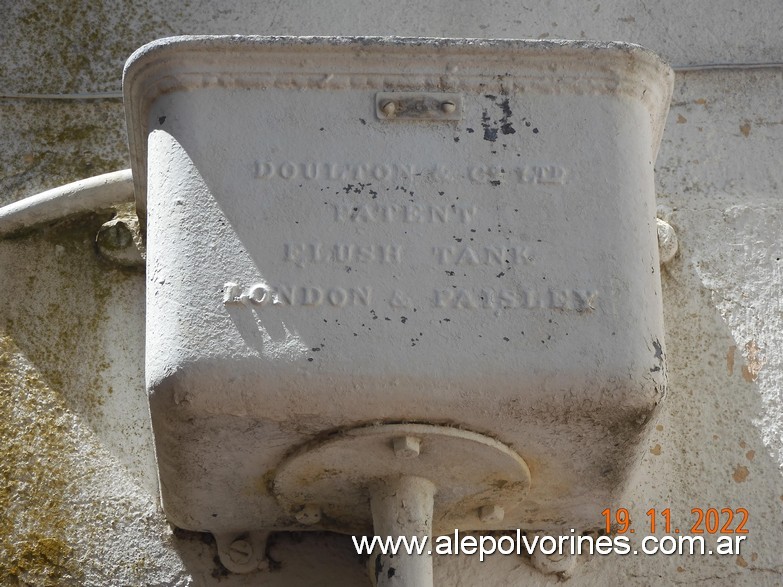 DOULTON & Co LTD
PATENT
FLUSH TANK
LONDON & PAISLEY
19.11.2022
www.alepolvorines.com.ar